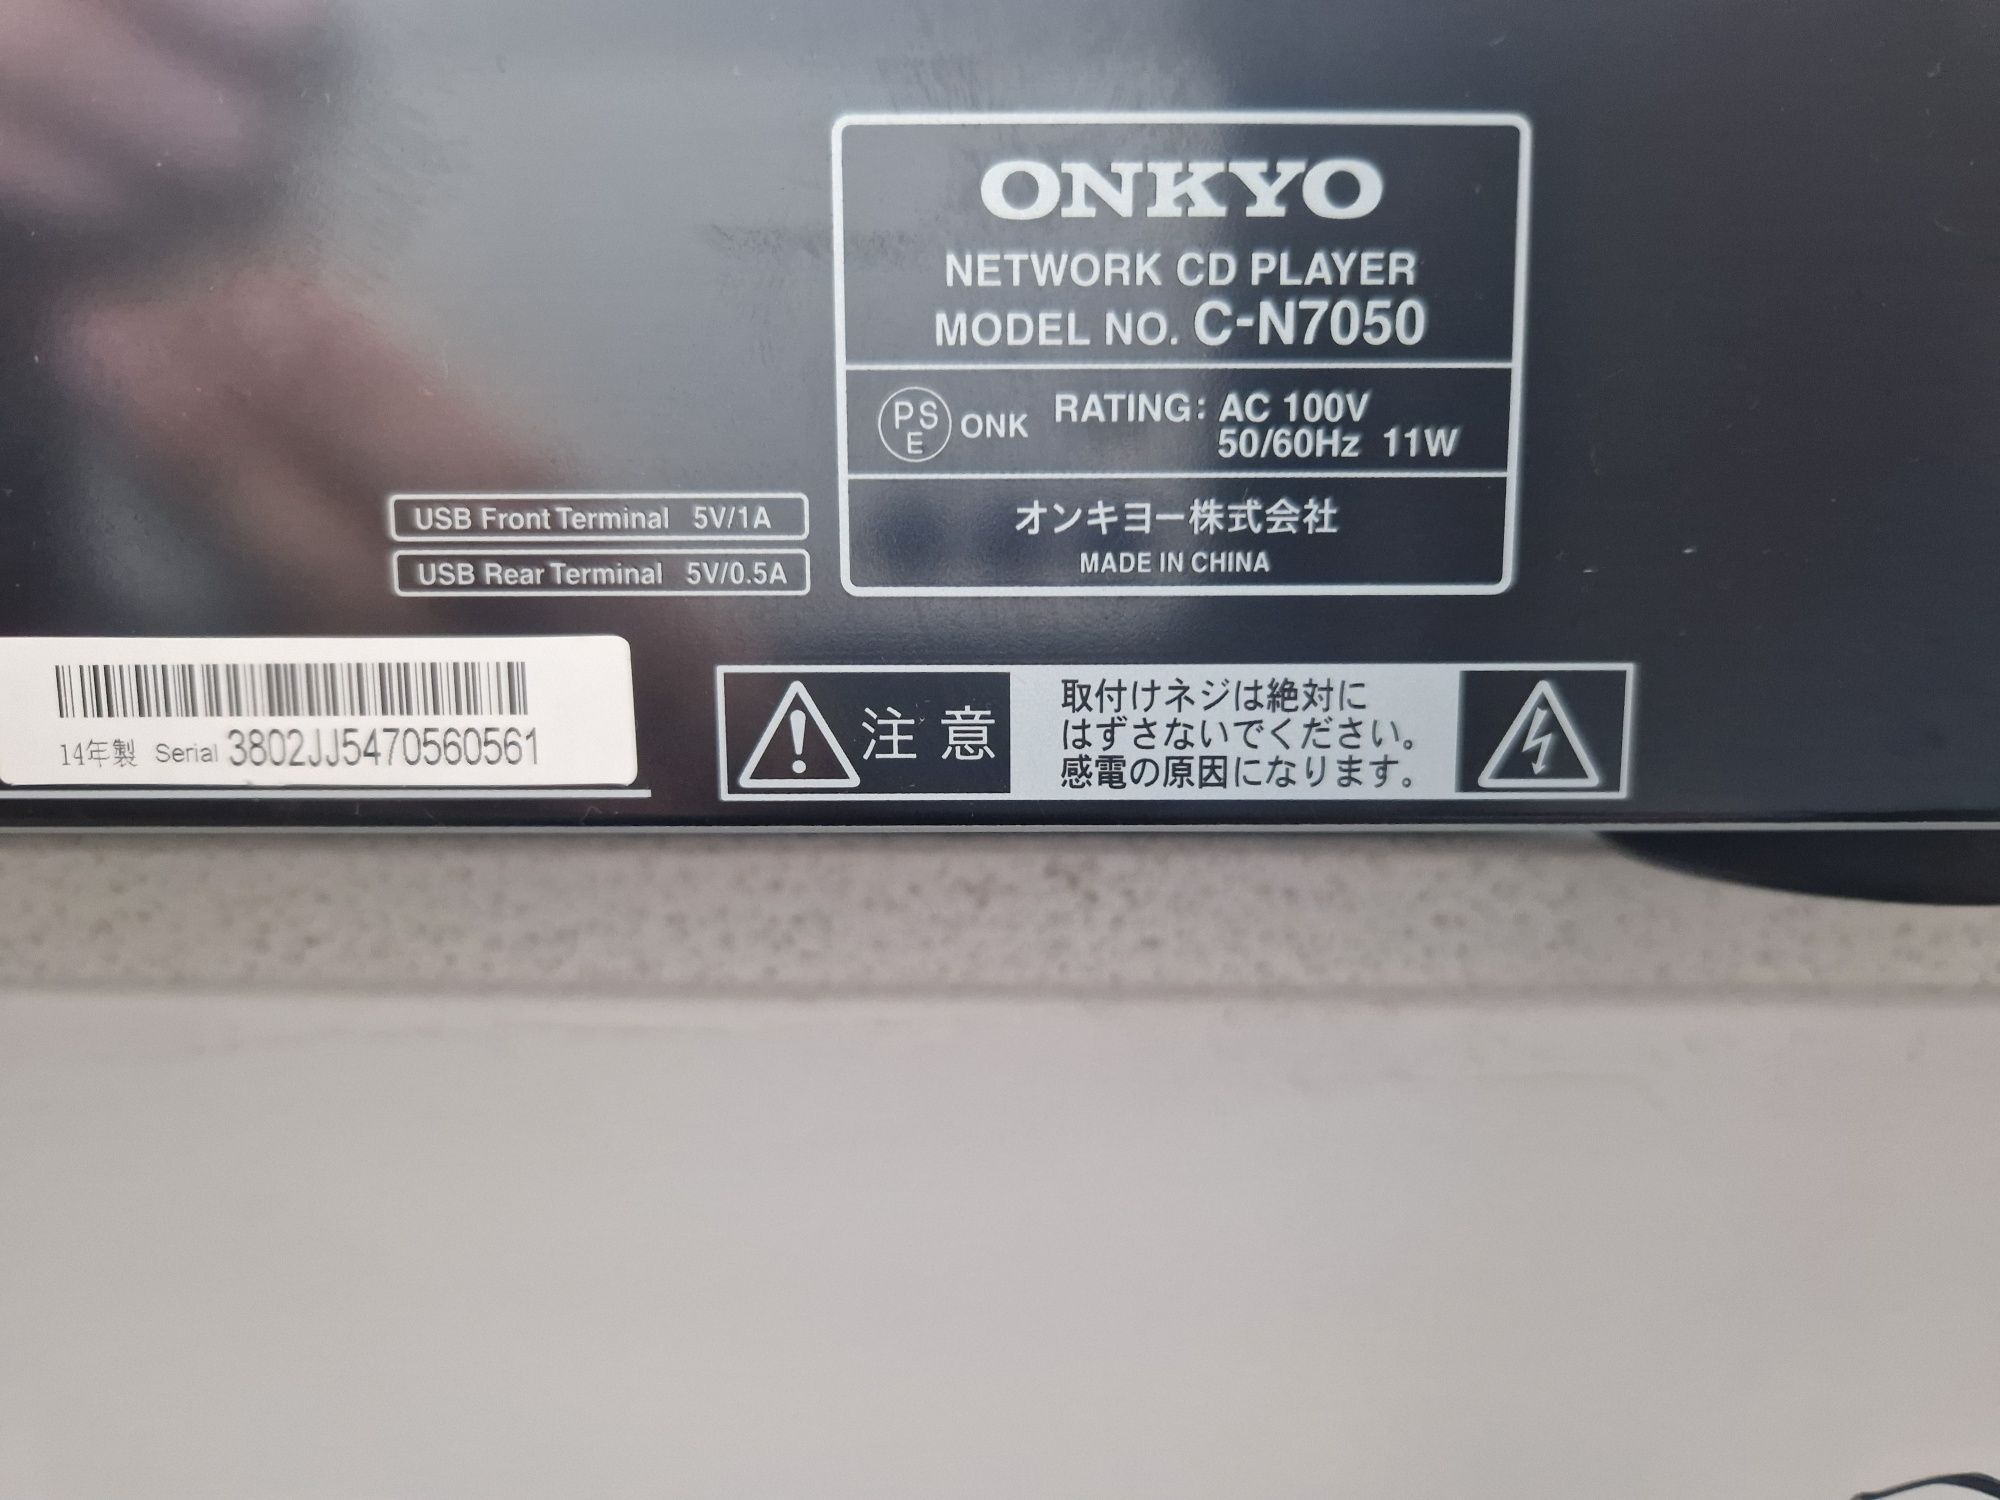 ONKYO
NETWORK CD PLAYER
MODEL NO. C-N7050
PSE ONK RATING: AC 100V
50/60Hz 11W
オンキヨー株式会社
MADE IN CHINA
USB Front Terminal 5V/1A
USB Rear Terminal 5V/0.5A
14年製 Serial 3802JJ5470560561
注意
取付けネジは絶対に
はずさないでください。
感電の原因になります。